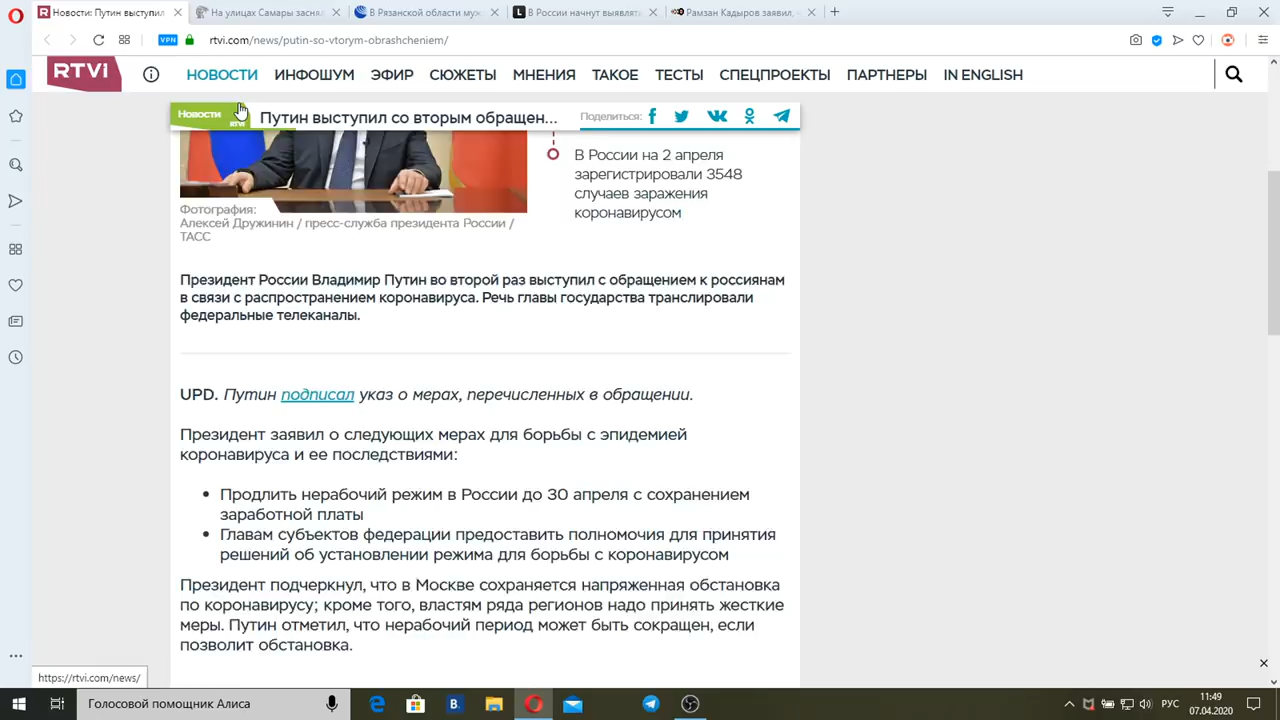 Новости: Путин выступил
На улицах Самары заснял
В Рязанской области муж
В России начнут выявлять
Рамзан Кадыров заявил, ч
VPN
rtvi.com/news/putin-so-vtorym-obrashcheniem/
RTVi
НОВОСТИ
ИНФОШУМ
ЭФИР
СЮЖЕТЫ
МНЕНИЯ
ТАКОЕ
ТЕСТЫ
СПЕЦПРОЕКТЫ
ПАРТНЕРЫ
IN ENGLISH
Новости
RTVI
Путин выступил со вторым обращен...
Поделиться:
В России на 2 апреля
зарегистрировали 3548
случаев заражения
коронавирусом
Фотография:
Алексей Дружинин / пресс-служба президента России /
ТАСС
Президент России Владимир Путин во второй раз выступил с обращением к россиянам
в связи с распространением коронавируса. Речь главы государства транслировали
федеральные телеканалы.
UPD. Путин подписал указ о мерах, перечисленных в обращении.
Президент заявил о следующих мерах для борьбы с эпидемией
коронавируса и ее последствиями:
• Продлить нерабочий режим в России до 30 апреля с сохранением
заработной платы
• Главам субъектов федерации предоставить полномочия для принятия
решений об установлении режима для борьбы с коронавирусом
Президент подчеркнул, что в Москве сохраняется напряженная обстановка
по коронавирусу; кроме того, властям ряда регионов надо принять жесткие
меры. Путин отметил, что нерабочий период может быть сокращен, если
позволит обстановка.
https://rtvi.com/news/
Голосовой помощник Алиса
B.
РУС
11:49
07.04.2020